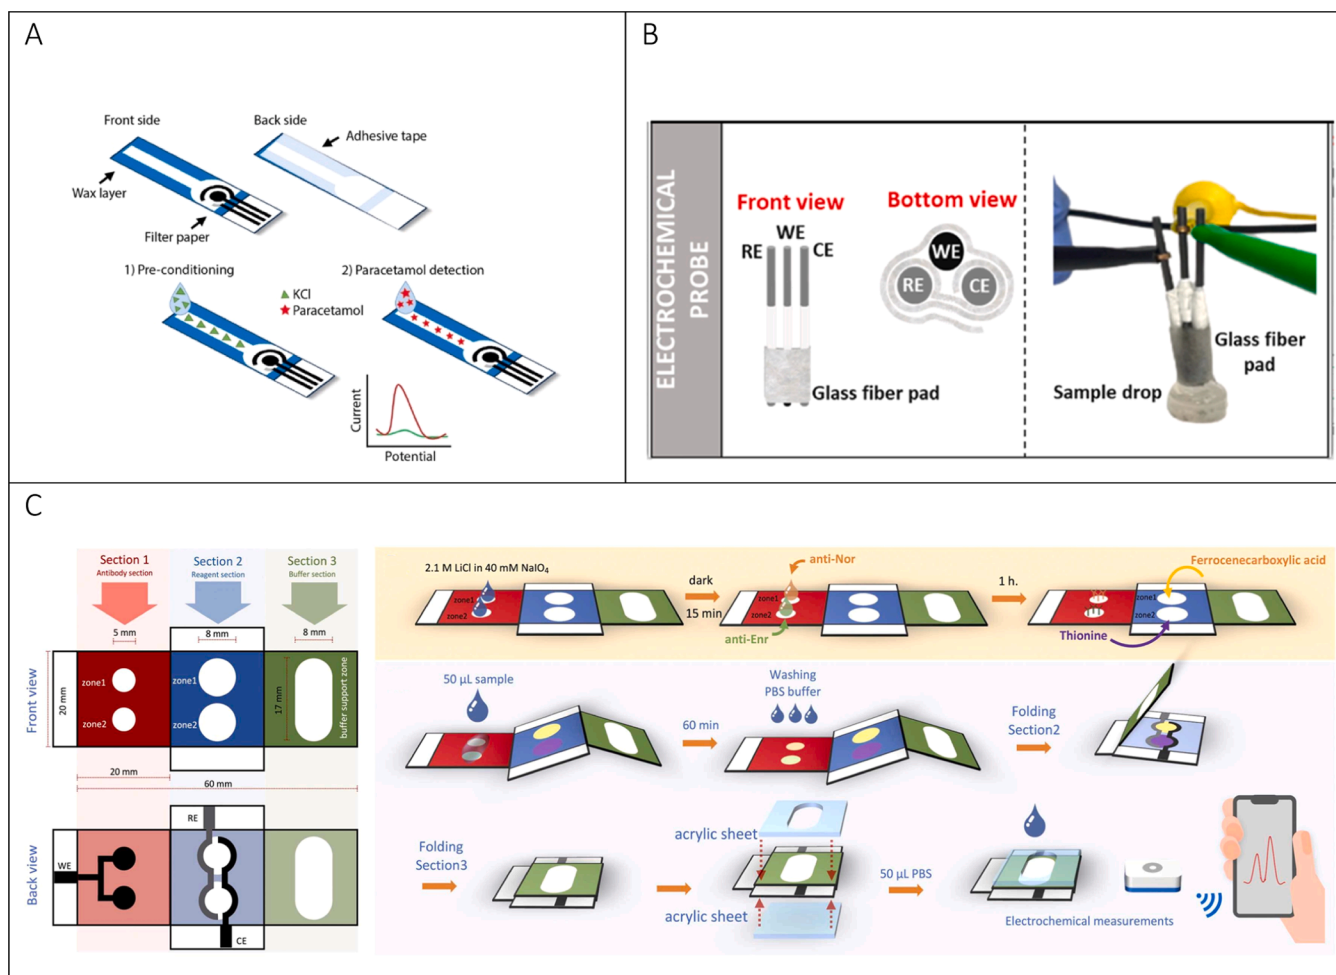 A
Front side
Back side
Adhesive tape
Wax layer
Filter paper
1) Pre-conditioning
2) Paracetamol detection
KCl
Paracetamol
Current
Potential
B
ELECTROCHEMICAL
PROBE
Front view
WE
RE
CE
Glass fiber pad
Bottom view
WE
RE
CE
Glass fiber
pad
Sample drop
C
Section 1
Antibody section
Section 2
Reagent section
Section 3
Buffer section
5 mm
8 mm
8 mm
Front view
20 mm
zone1
zone2
zone1
zone2
17 mm
buffer support zone
20 mm
60 mm
Back view
WE
RE
CE
2.1 M LiCl in 40 mM NaIO₄
zone1
zone2
dark
15 min
anti-Nor
zone1
zone2
anti-Enr
1 h.
Ferrocenecarboxylic acid
zone1
zone2
Thionine
50 µL sample
60 min
Washing
PBS buffer
Folding
Section2
Folding
Section3
acrylic sheet
acrylic sheet
50 µL PBS
Electrochemical measurements